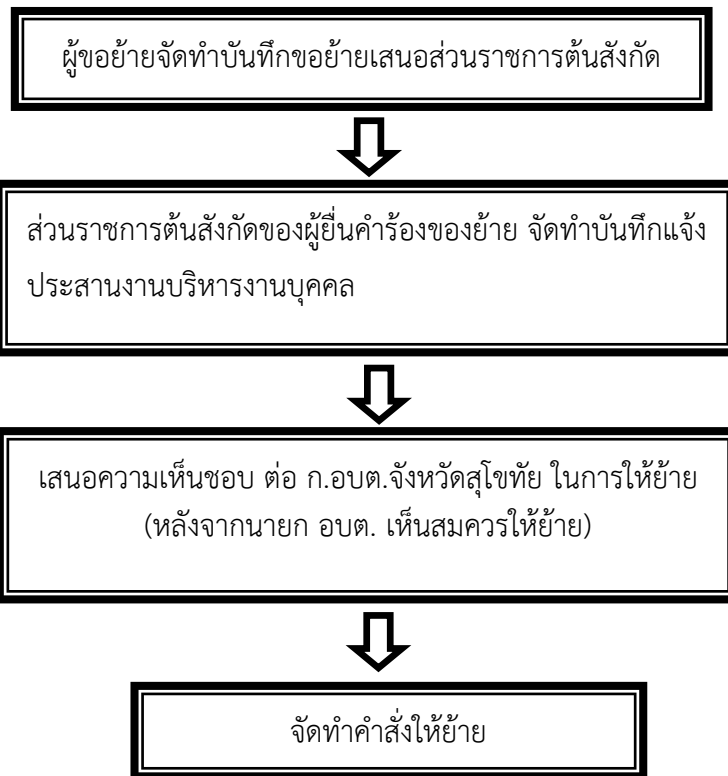 ผู้ขอย้ายจัดทำบันทึกขอย้ายเสนอส่วนราชการต้นสังกัด
ส่วนราชการต้นสังกัดของผู้ยื่นคำร้องของย้าย จัดทำบันทึกแจ้ง
ประสานงานบริหารงานบุคคล
เสนอความเห็นชอบ ต่อ ก.อบต.จังหวัดสุโขทัย ในการให้ย้าย
(หลังจากนายก อบต. เห็นสมควรให้ย้าย)
จัดทำคำสั่งให้ย้าย